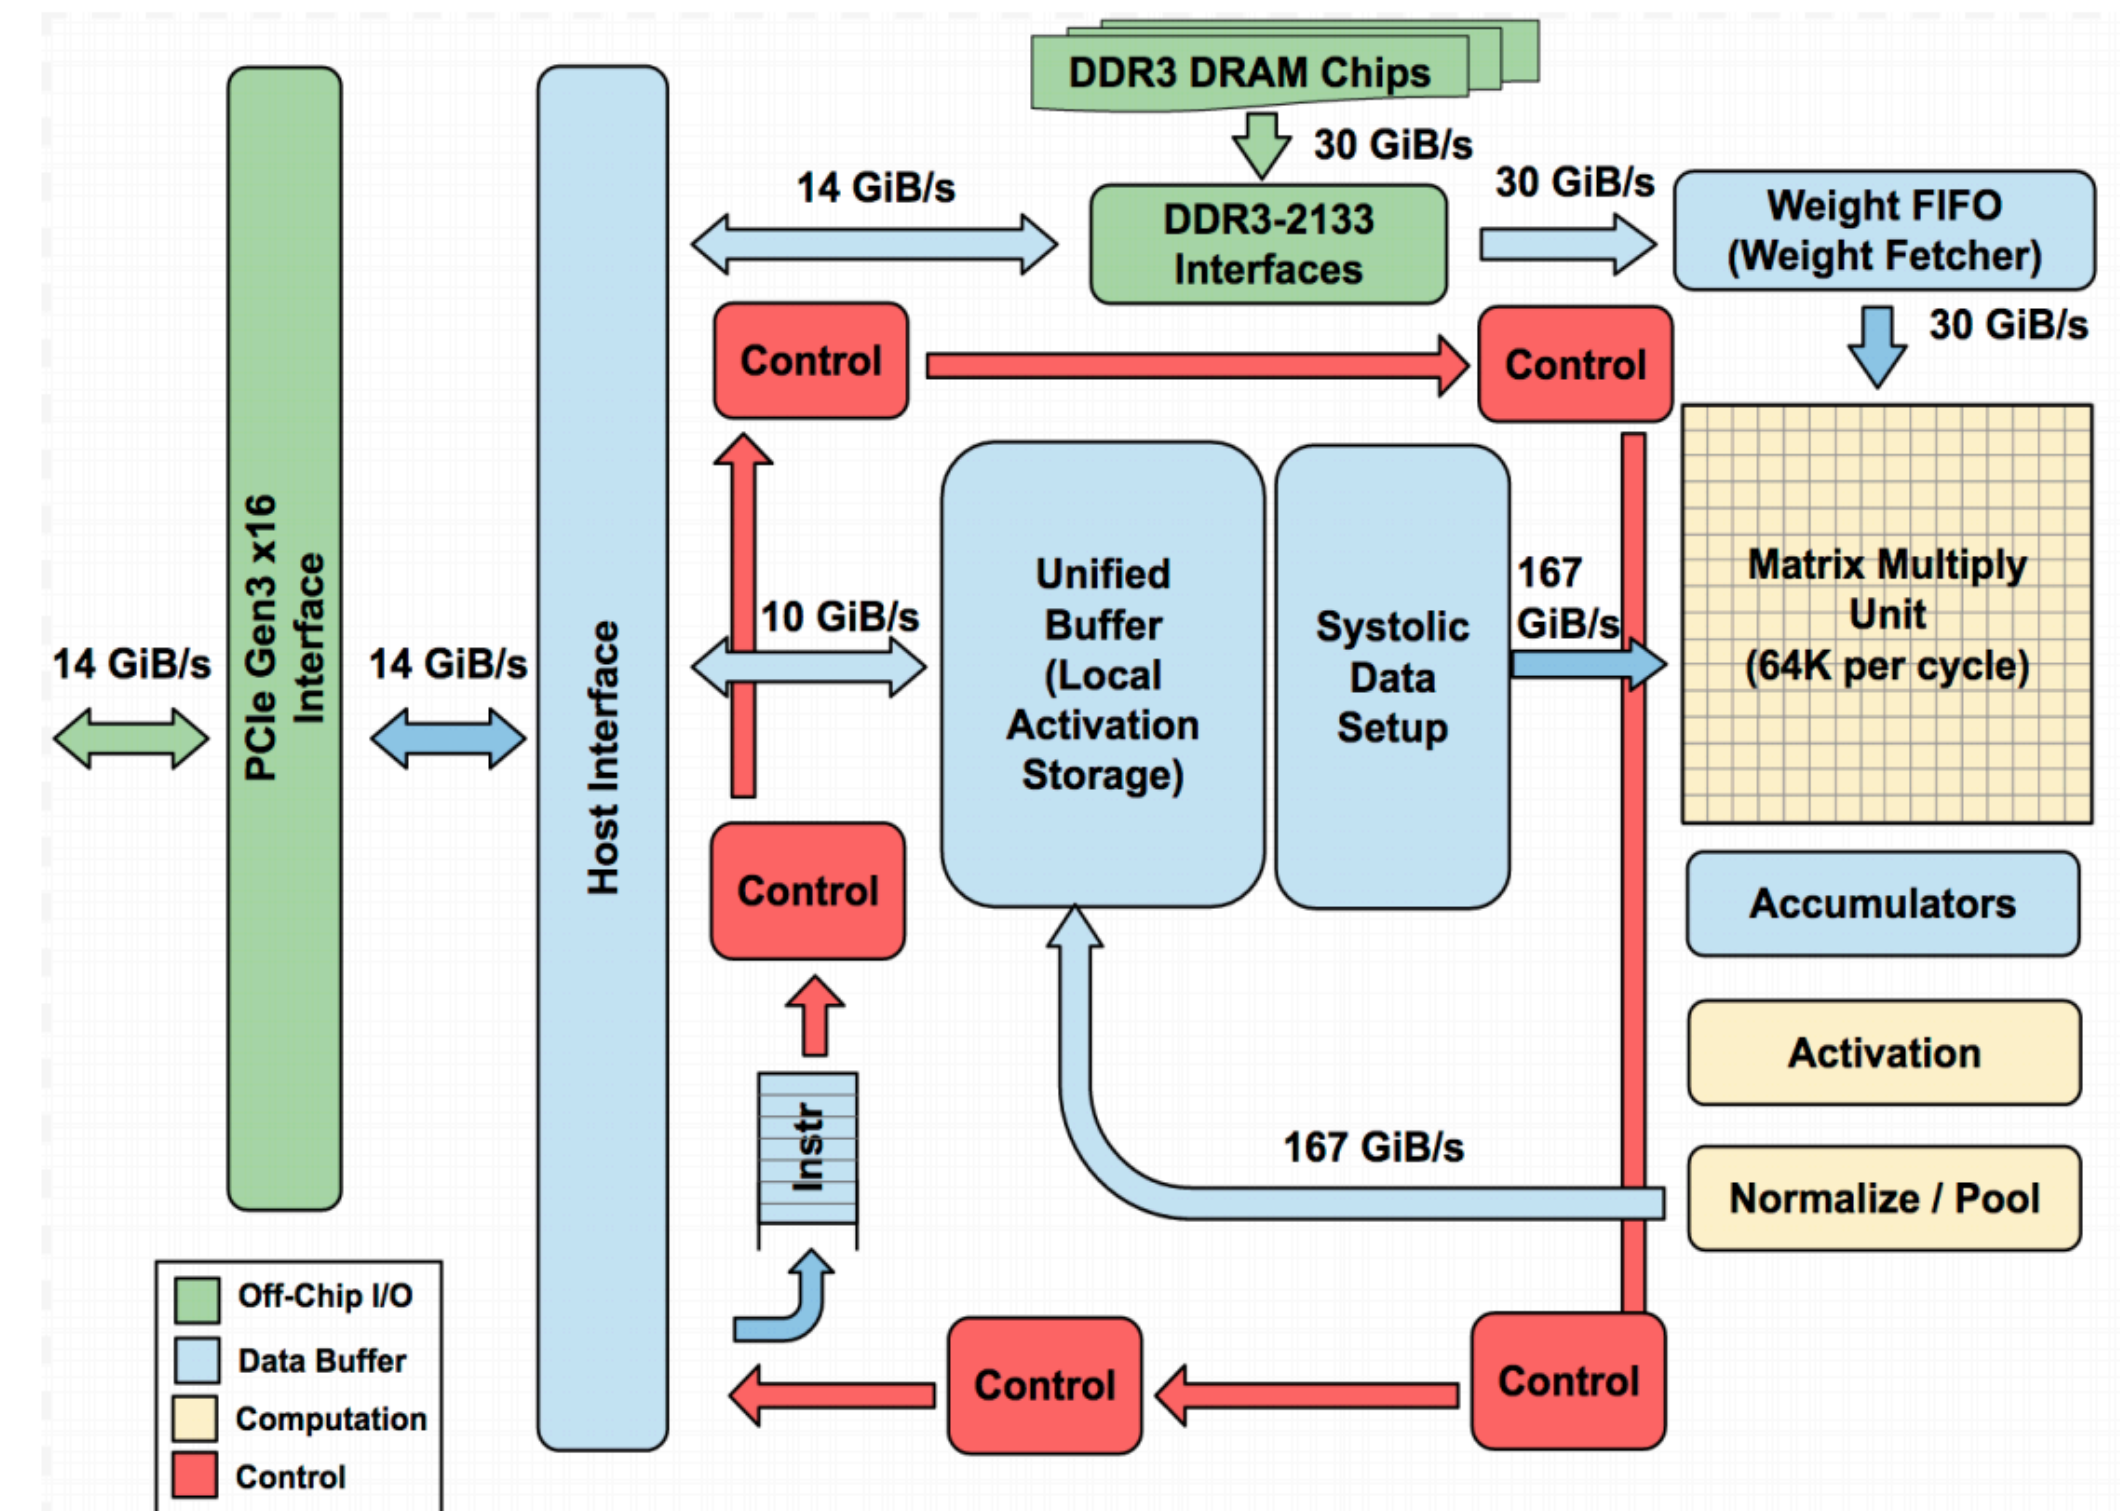 DDR3 DRAM Chips
30 GiB/s
14 GiB/s
DDR3-2133
Interfaces
30 GiB/s
Weight FIFO
(Weight Fetcher)
30 GiB/s
Control
Control
PCIe Gen3 x16
Interface
Host Interface
14 GiB/s
14 GiB/s
10 GiB/s
Unified
Buffer
(Local
Activation
Storage)
Systolic
Data
Setup
167
GiB/s
Matrix Multiply
Unit
(64K per cycle)
Control
Accumulators
Activation
Instr
167 GiB/s
Normalize / Pool
Control
Control
Off-Chip I/O
Data Buffer
Computation
Control